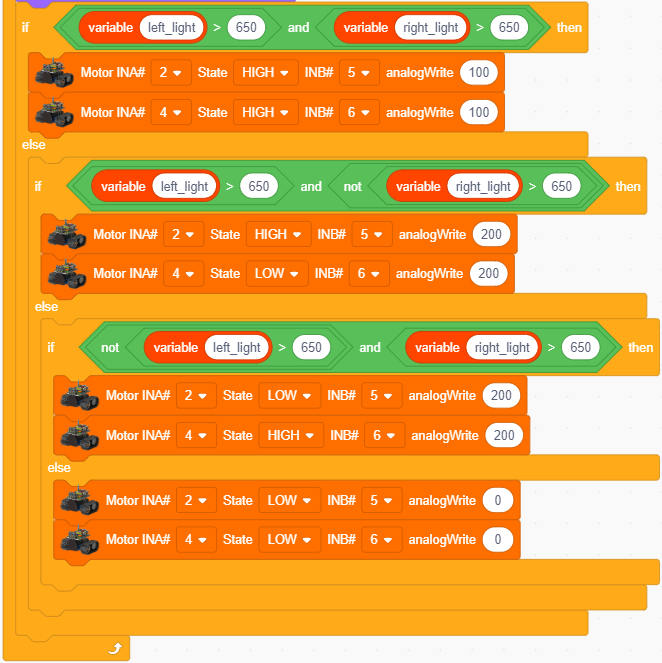 if variable left_light > 650 and variable right_light > 650 then
Motor INA# 2 State HIGH INB# 5 analogWrite 100
Motor INA# 4 State HIGH INB# 6 analogWrite 100
else
if variable left_light > 650 and not variable right_light > 650 then
Motor INA# 2 State HIGH INB# 5 analogWrite 200
Motor INA# 4 State LOW INB# 6 analogWrite 200
else
if not variable left_light > 650 and variable right_light > 650 then
Motor INA# 2 State LOW INB# 5 analogWrite 200
Motor INA# 4 State HIGH INB# 6 analogWrite 200
else
Motor INA# 2 State LOW INB# 5 analogWrite 0
Motor INA# 4 State LOW INB# 6 analogWrite 0